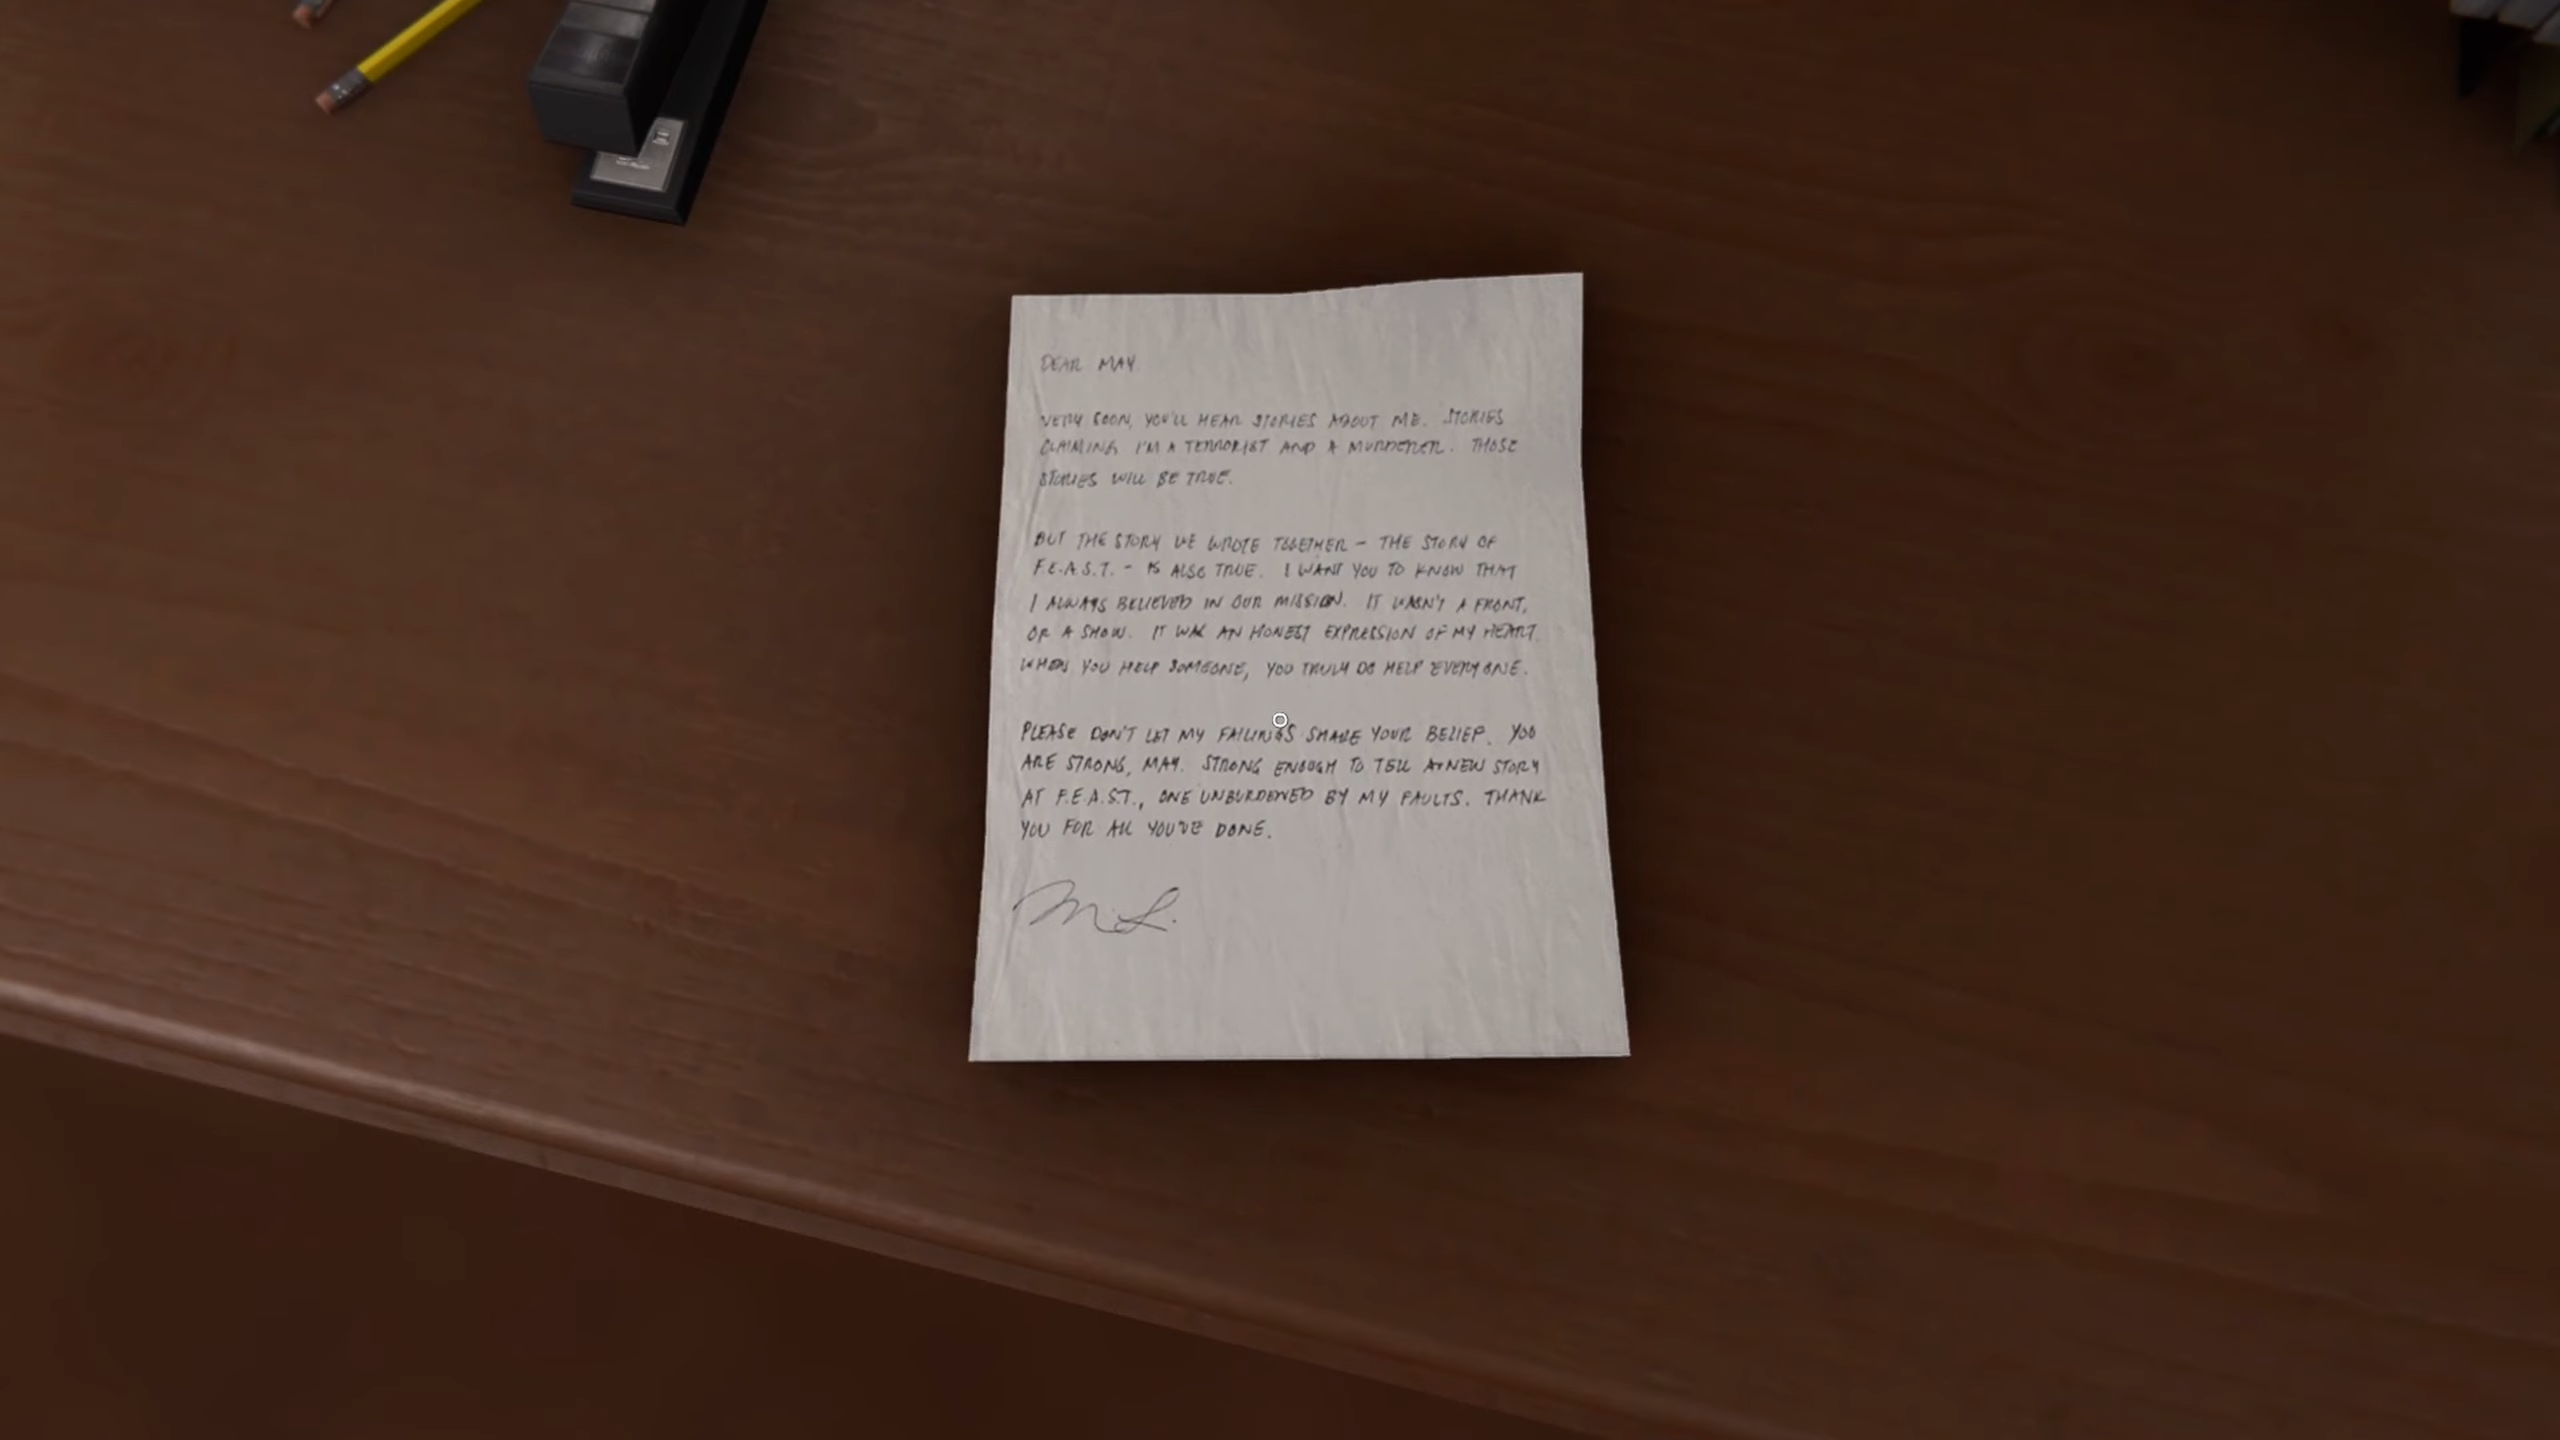 DEAR MAY
VERY SOON, YOU'LL HEAR STORIES ABOUT ME. STORIES
CLAIMING I'M A TERRORIST AND A MURDERER. THOSE
STORIES WILL BE TRUE.
BUT THE STORY WE WROTE TOGETHER - THE STORY OF
F.E.A.S.T. - IS ALSO TRUE. I WANT YOU TO KNOW THAT
I ALWAYS BELIEVED IN OUR MISSION. IT WASN'T A FRONT,
OR A SHOW. IT WAS AN HONEST EXPRESSION OF MY HEART.
WHEN YOU HELP SOMEONE, YOU TRULY DO HELP EVERYONE.
PLEASE DON'T LET MY FAILINGS SHAKE YOUR BELIEF. YOU
ARE STRONG, MAY. STRONG ENOUGH TO TELL A NEW STORY
AT F.E.A.S.T., ONE UNBURDENED BY MY FAULTS. THANK
YOU FOR ALL YOU'VE DONE.
M.L.